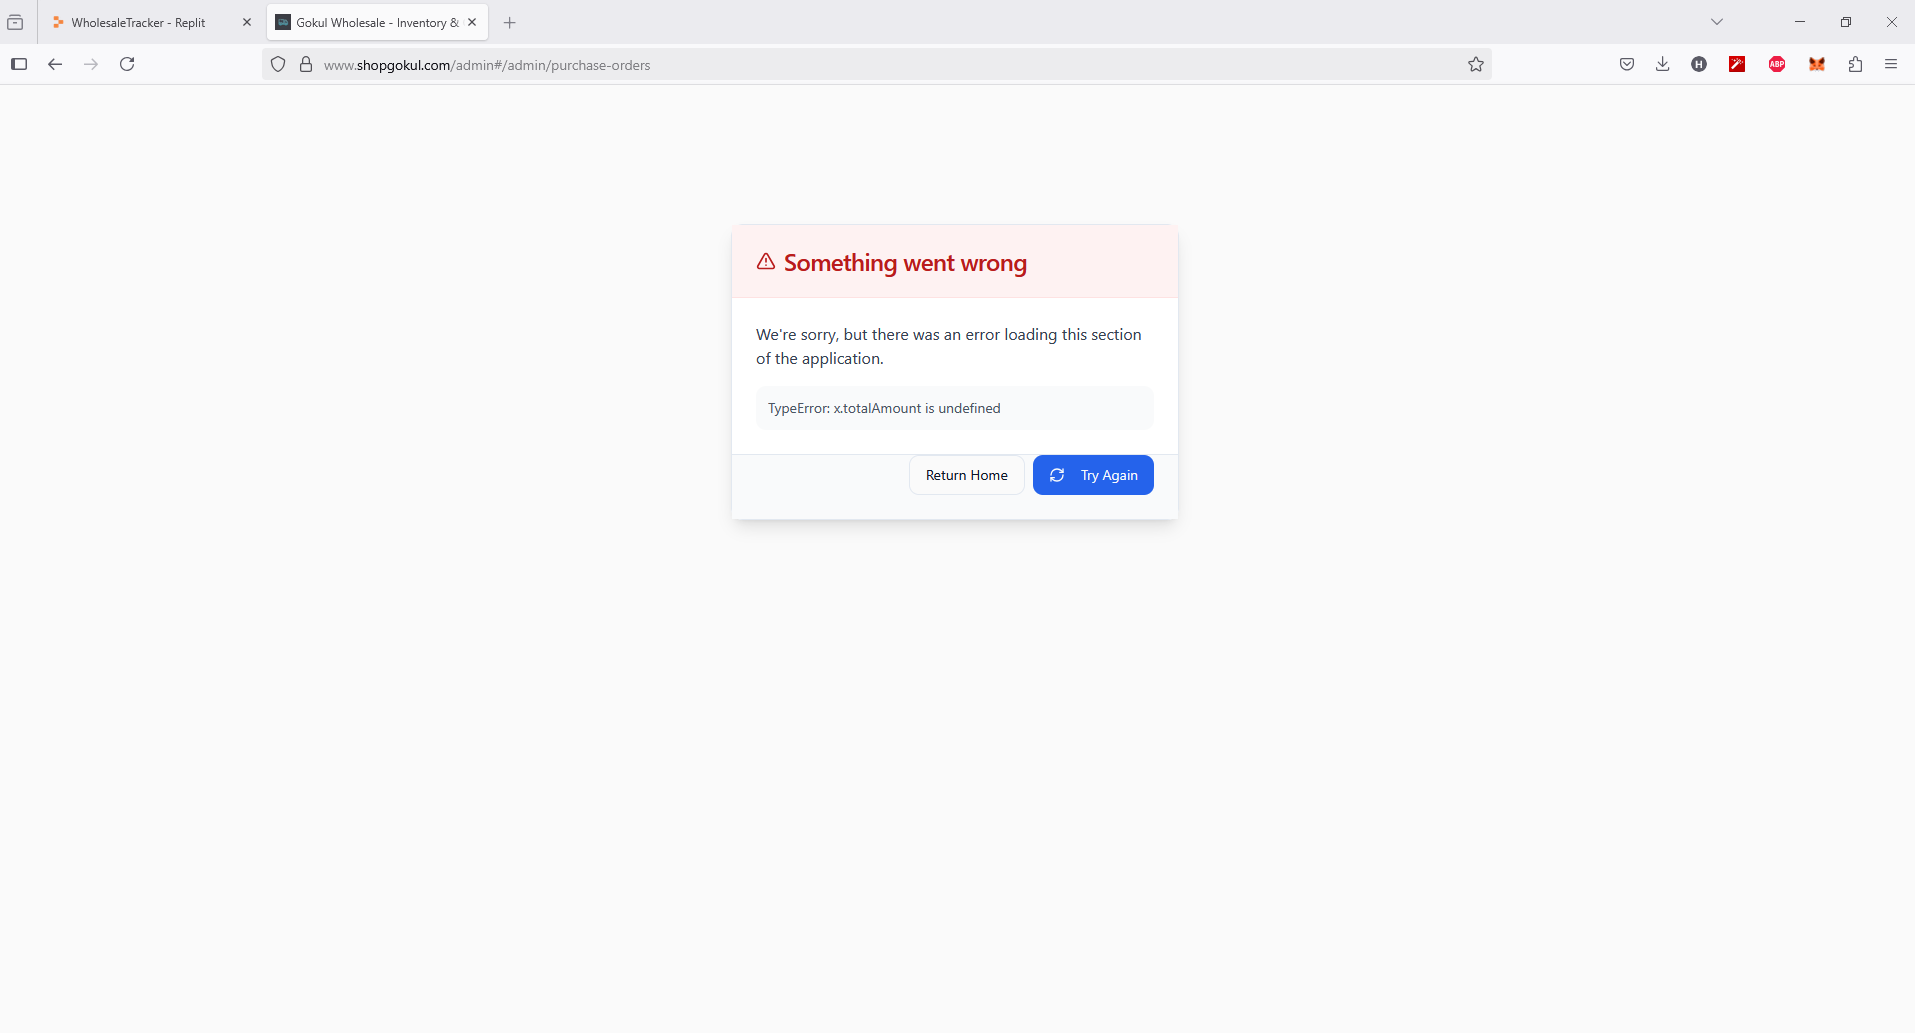 WholesaleTracker - Replit
Gokul Wholesale - Inventory &
www.shopgokul.com/admin#/admin/purchase-orders
H
ABP
Something went wrong
We're sorry, but there was an error loading this section
of the application.
TypeError: x.totalAmount is undefined
Return Home
Try Again